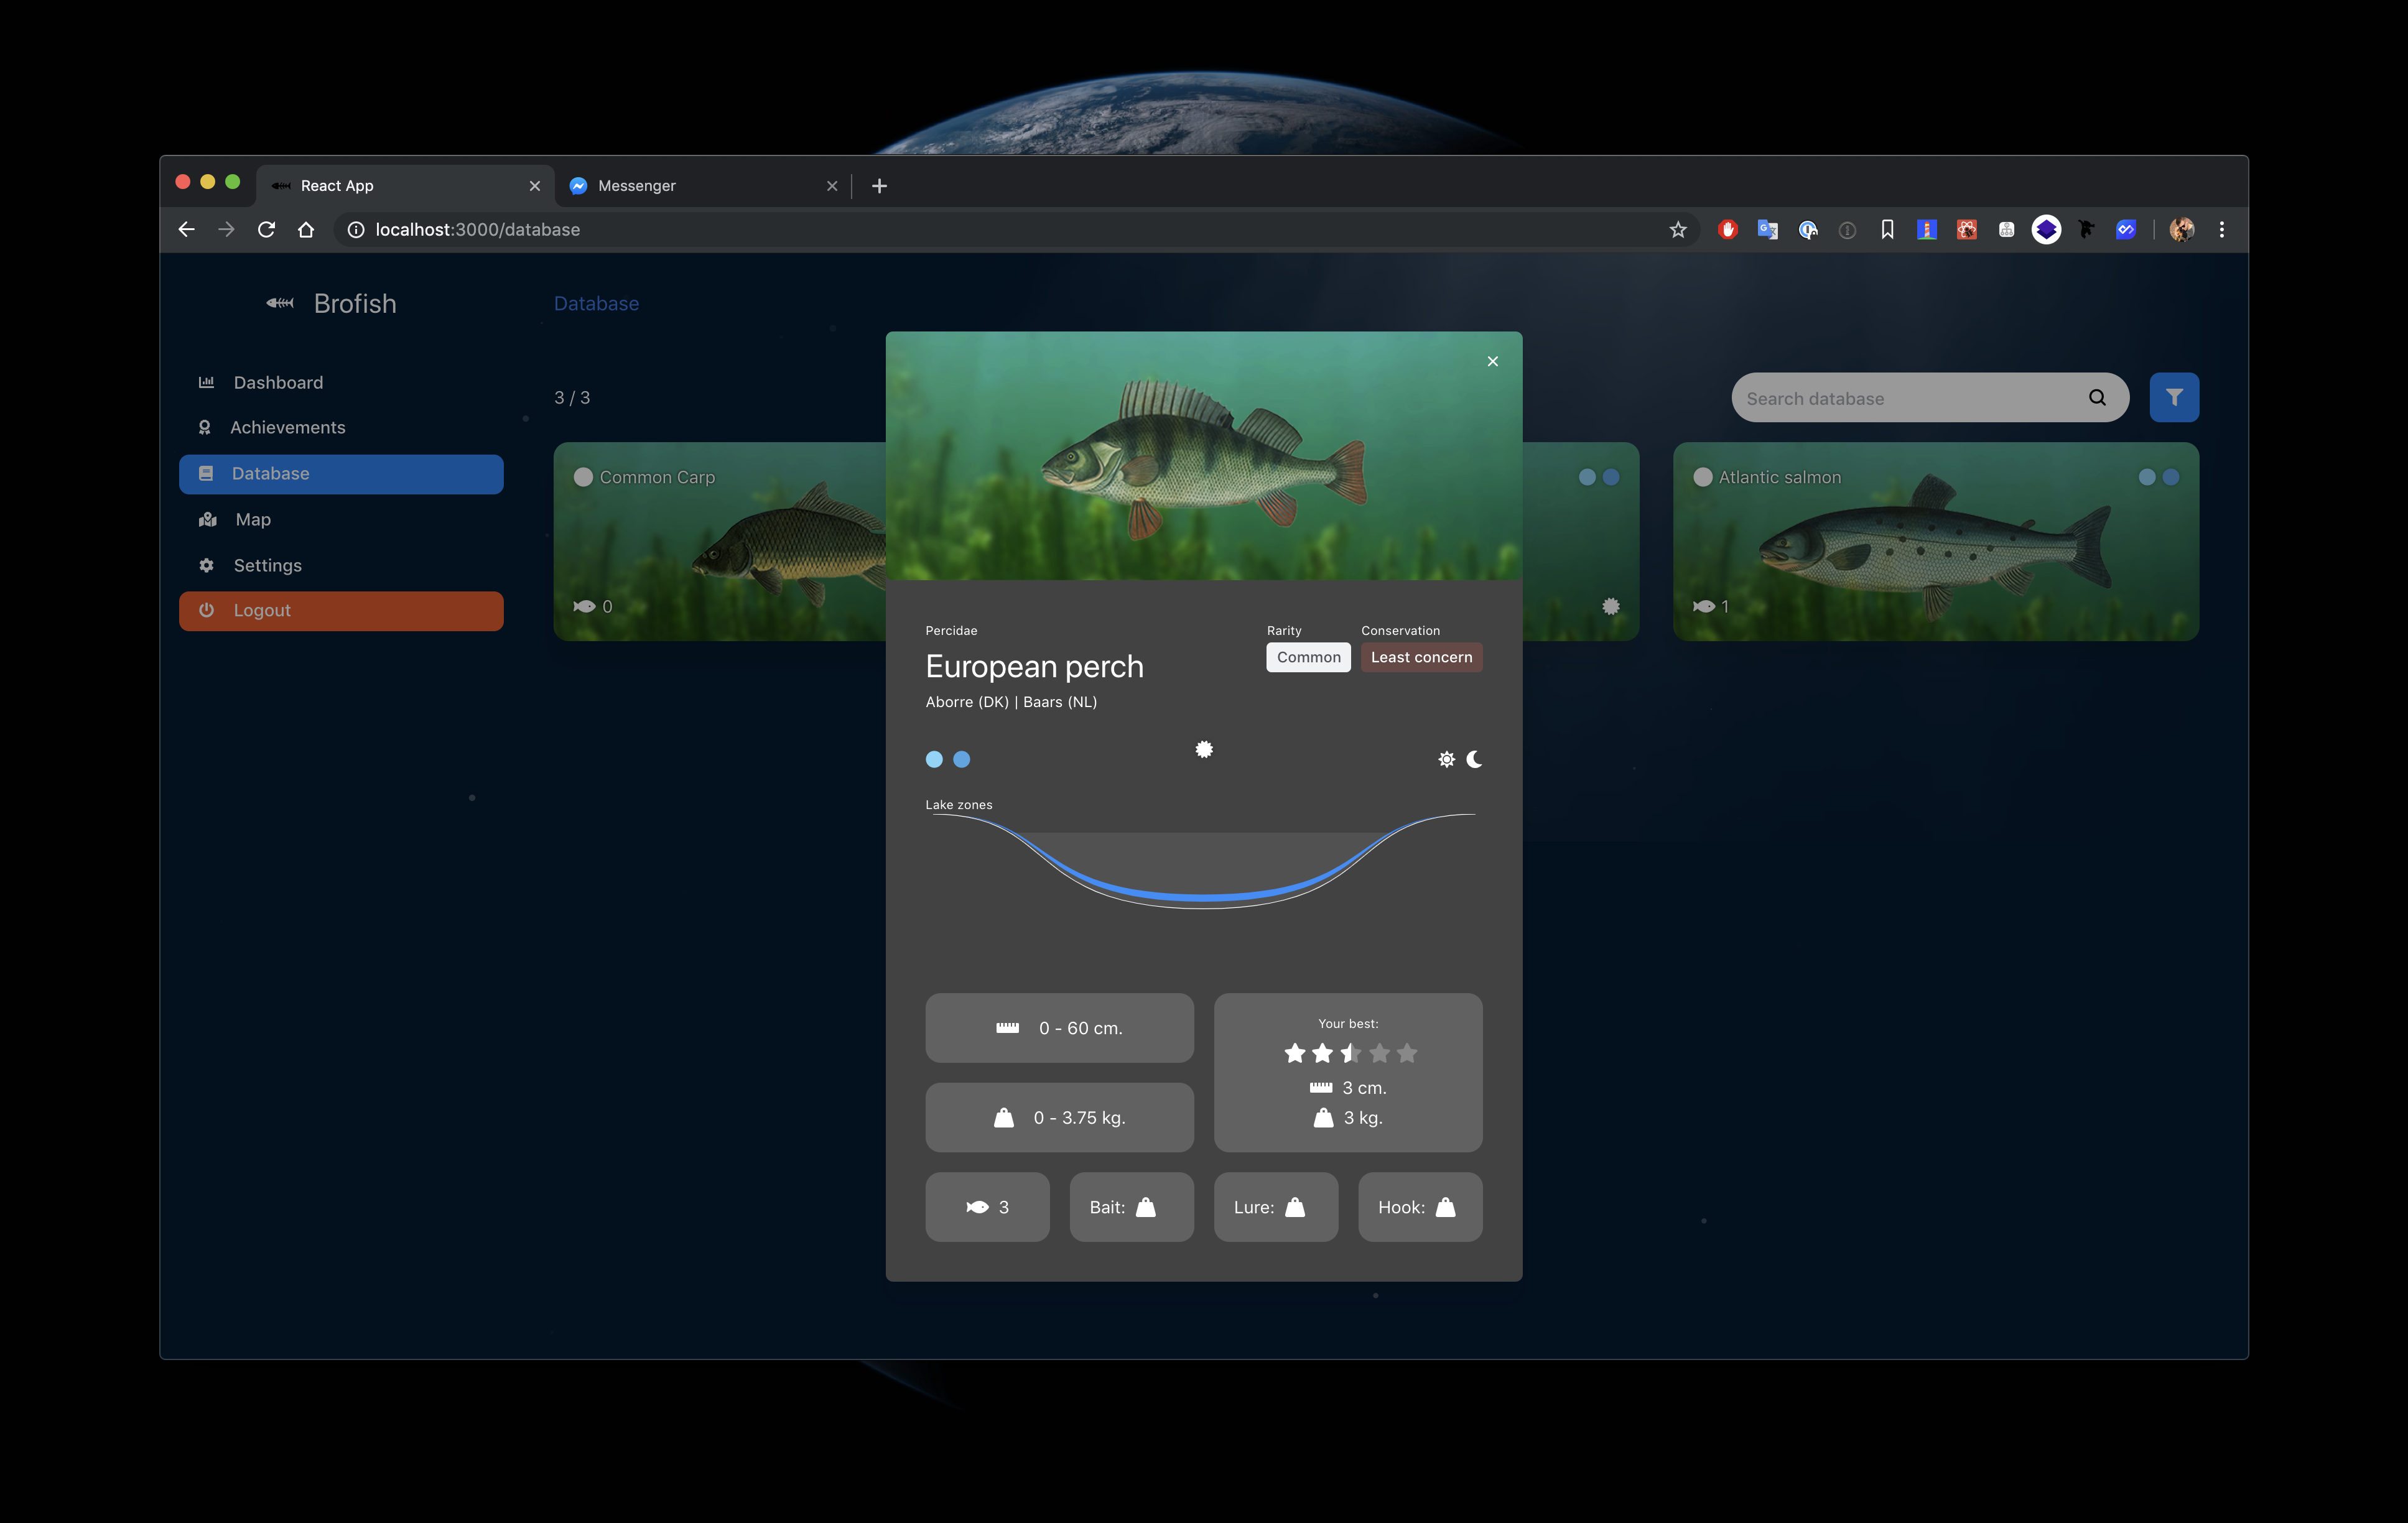 React App
Messenger
localhost:3000/database
Brofish
Database
Dashboard
Achievements
Database
Map
Settings
Logout
3 / 3
Search database
Common Carp
0
Atlantic salmon
1
Percidae
European perch
Aborre (DK) | Baars (NL)
Rarity
Common
Conservation
Least concern
Lake zones
0 - 60 cm.
0 - 3.75 kg.
Your best:
3 cm.
3 kg.
3
Bait:
Lure:
Hook: